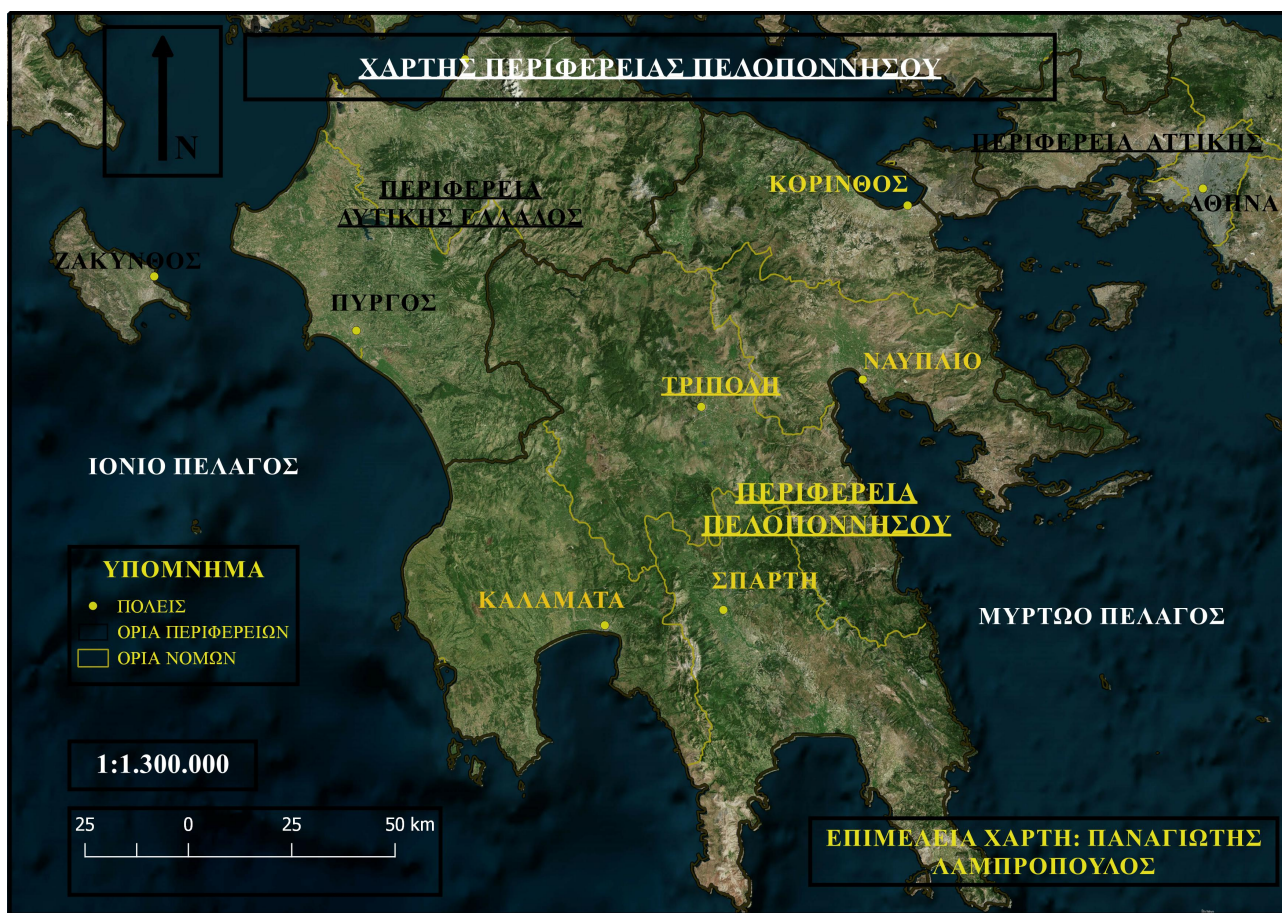 ΧΑΡΤΗΣ ΠΕΡΙΦΕΡΕΙΑΣ ΠΕΛΟΠΟΝΝΗΣΟΥ
N
ΠΕΡΙΦΕΡΕΙΑ ΑΤΤΙΚΗΣ
ΚΟΡΙΝΘΟΣ
ΑΘΗΝΑ
ΠΕΡΙΦΕΡΕΙΑ
ΔΥΤΙΚΗΣ ΕΛΛΑΔΟΣ
ΖΑΚΥΝΘΟΣ
ΠΥΡΓΟΣ
ΝΑΥΠΛΙΟ
ΤΡΙΠΟΛΗ
ΙΟΝΙΟ ΠΕΛΑΓΟΣ
ΠΕΡΙΦΕΡΕΙΑ
ΠΕΛΟΠΟΝΝΗΣΟΥ
ΣΠΑΡΤΗ
ΚΑΛΑΜΑΤΑ
ΜΥΡΤΩΟ ΠΕΛΑΓΟΣ
ΥΠΟΜΝΗΜΑ
ΠΟΛΕΙΣ
ΟΡΙΑ ΠΕΡΙΦΕΡΕΙΩΝ
ΟΡΙΑ ΝΟΜΩΝ
1:1.300.000
25 0 25 50 km
ΕΠΙΜΕΛΕΙΑ ΧΑΡΤΗ: ΠΑΝΑΓΙΩΤΗΣ
ΛΑΜΠΡΟΠΟΥΛΟΣ